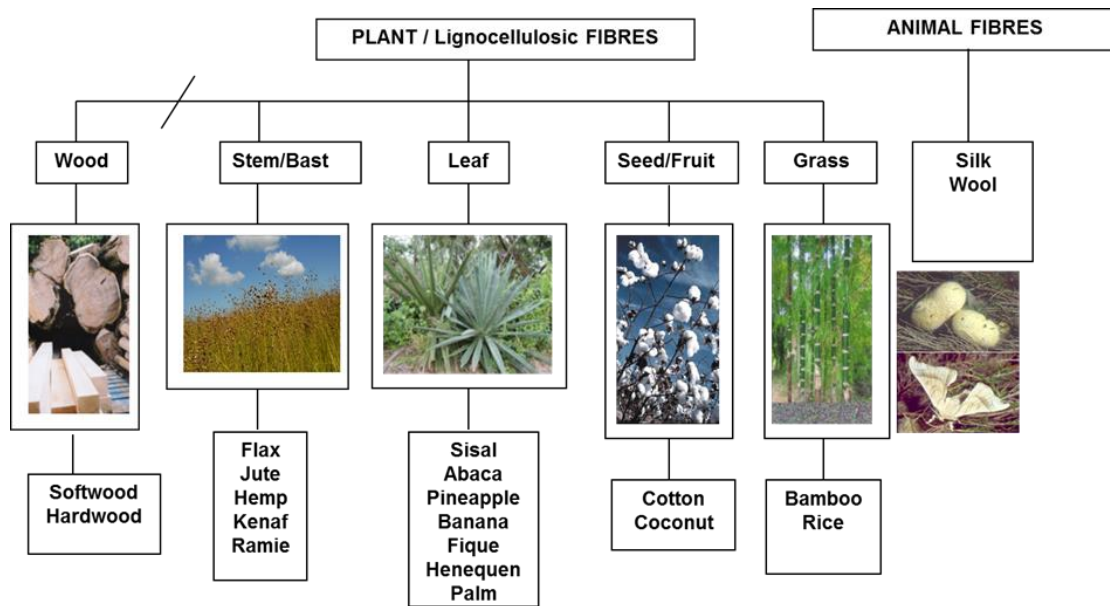 PLANT / Lignocellulosic FIBRES
ANIMAL FIBRES
Wood
Stem/Bast
Leaf
Seed/Fruit
Grass
Silk
Wool
Softwood
Hardwood
Flax
Jute
Hemp
Kenaf
Ramie
Sisal
Abaca
Pineapple
Banana
Fique
Henequen
Palm
Cotton
Coconut
Bamboo
Rice